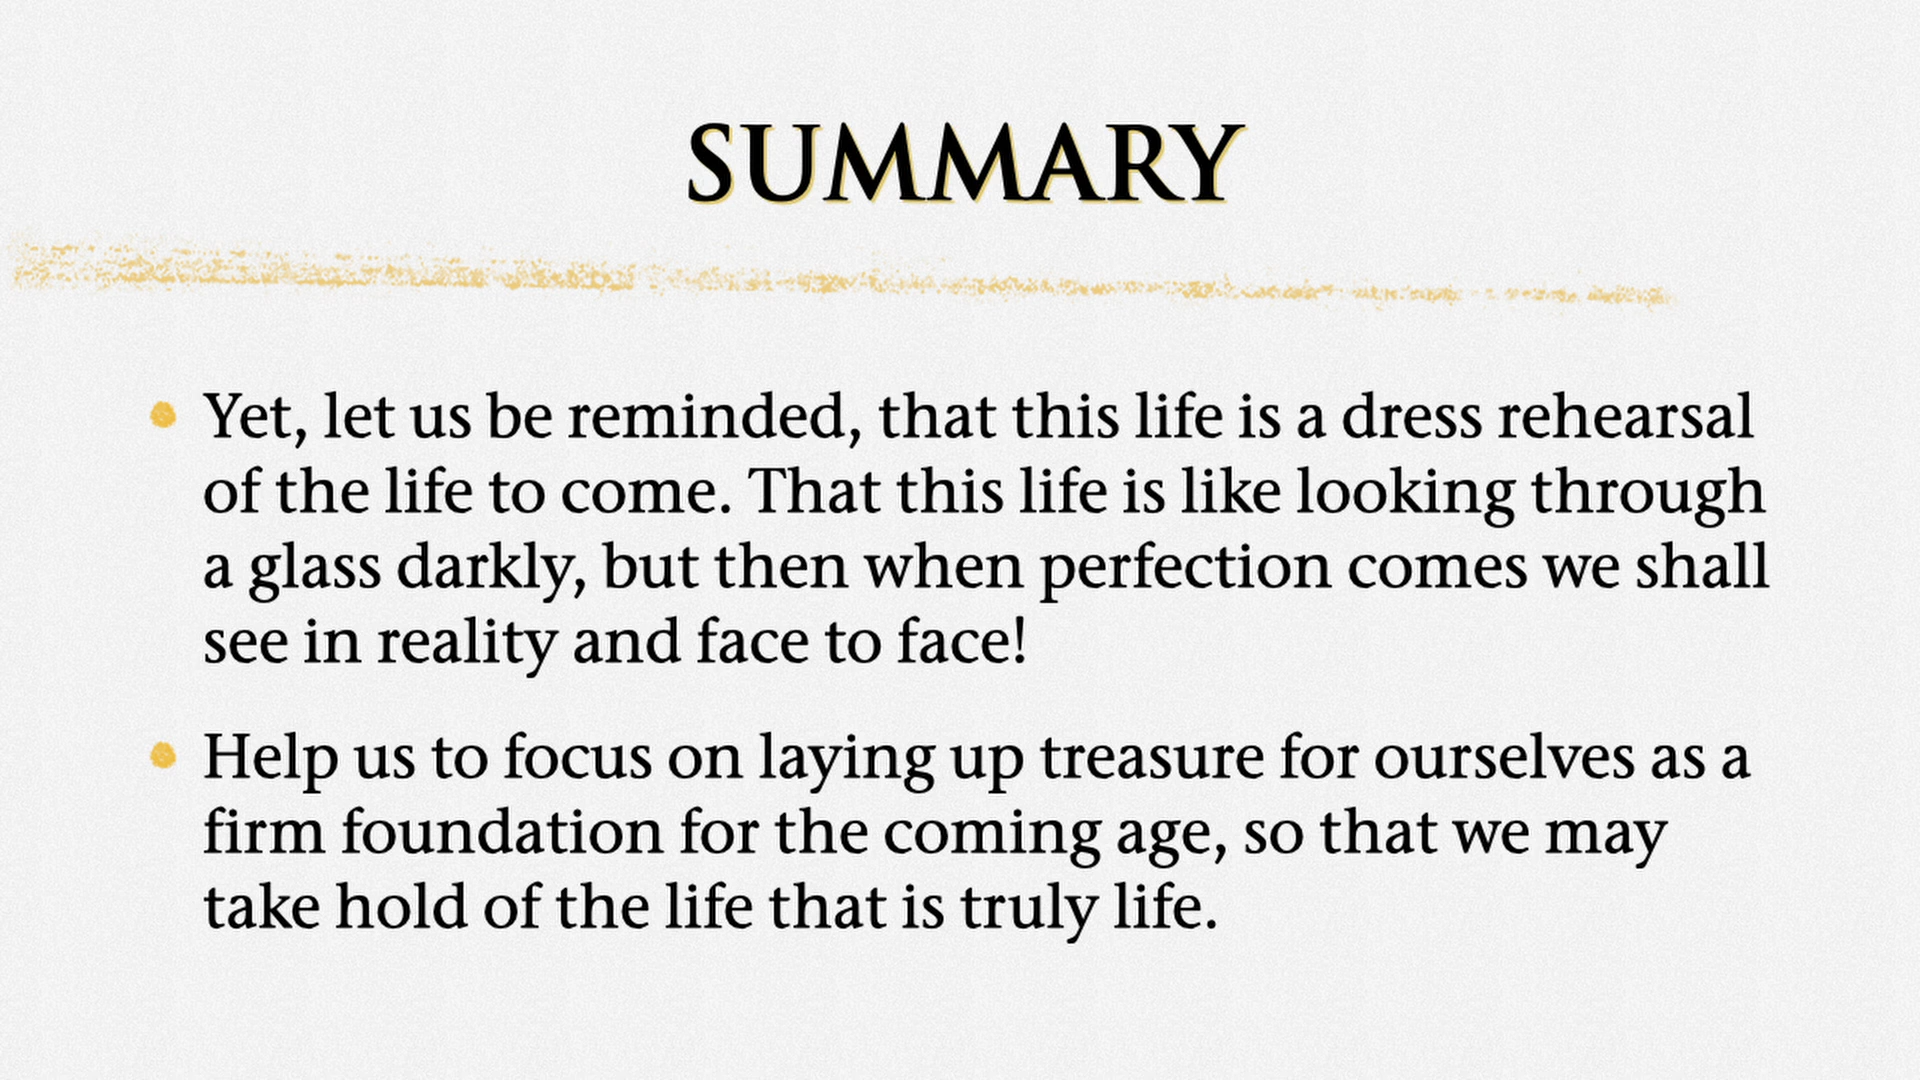 SUMMARY
Yet, let us be reminded, that this life is a dress rehearsal
of the life to come. That this life is like looking through
a glass darkly, but then when perfection comes we shall
see in reality and face to face!
Help us to focus on laying up treasure for ourselves as a
firm foundation for the coming age, so that we may
take hold of the life that is truly life.